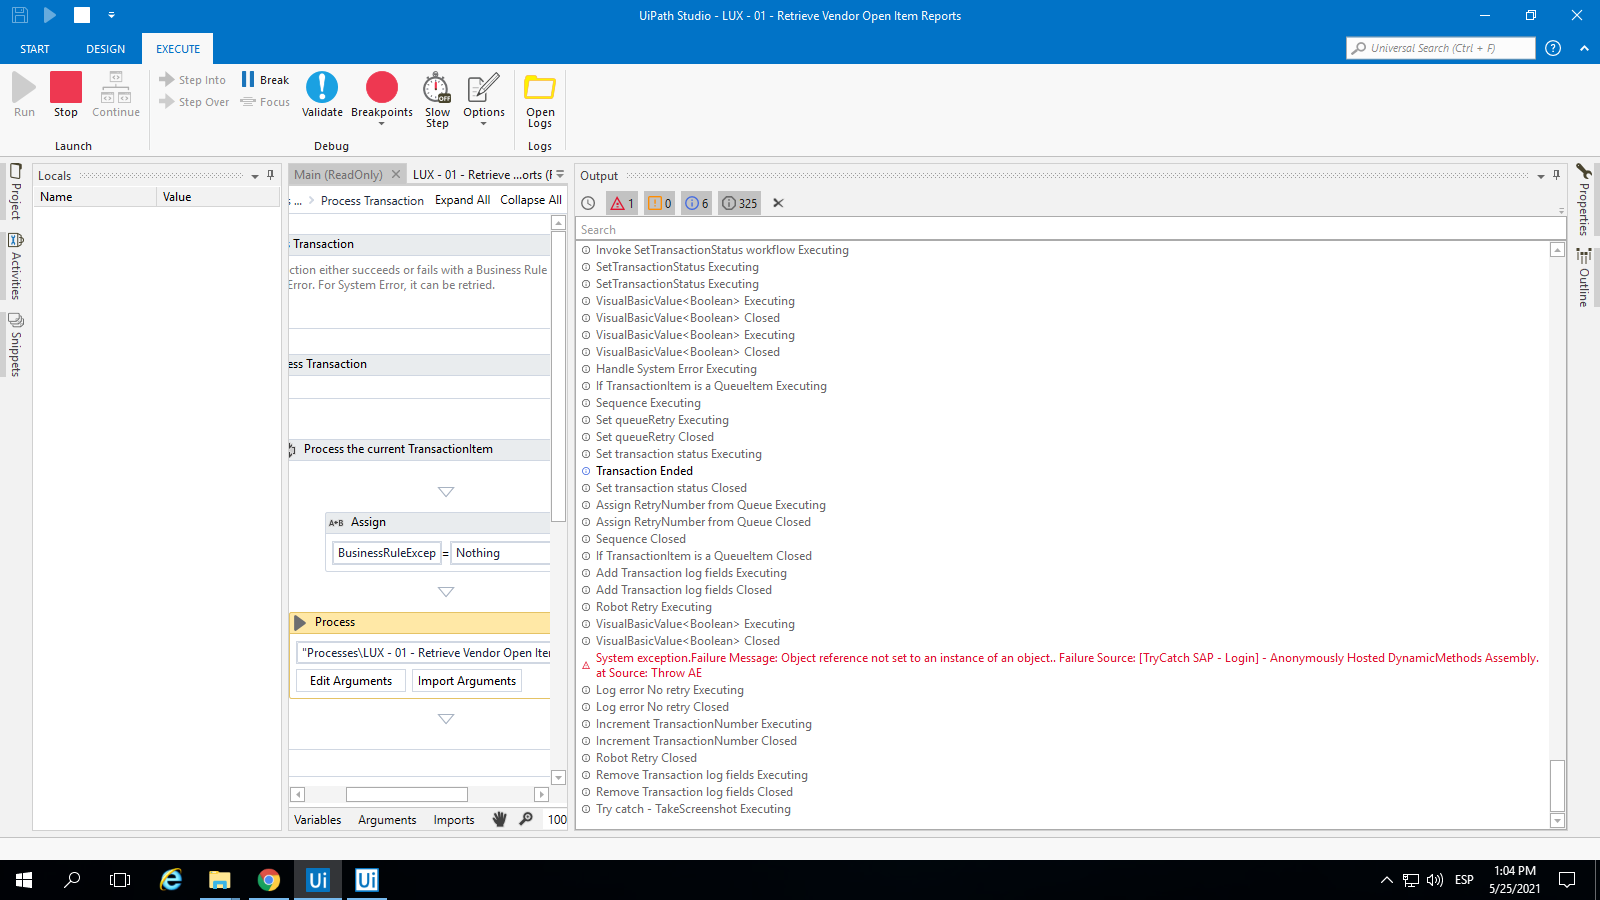 UiPath Studio - LUX - 01 - Retrieve Vendor Open Item Reports
START DESIGN EXECUTE
Universal Search (Ctrl + F)
Run Stop Continue
Step Into
Step Over
Break
Focus
Validate Breakpoints Slow Step Options Open Logs
Launch Debug Logs
Project
Activities
Snippets
Locals
Name Value
Main (ReadOnly) LUX - 01 - Retrieve ...orts (F
s ... Process Transaction Expand All Collapse All
s Transaction
ction either succeeds or fails with a Business Rule
Error. For System Error, it can be retried.
ess Transaction
Process the current TransactionItem
A+B Assign
BusinessRuleExcep = Nothing
Process
"Processes\LUX - 01 - Retrieve Vendor Open Iter
Edit Arguments Import Arguments
Variables Arguments Imports 100
Output
1 0 6 325
Search
Invoke SetTransactionStatus workflow Executing
SetTransactionStatus Executing
SetTransactionStatus Executing
VisualBasicValue<Boolean> Executing
VisualBasicValue<Boolean> Closed
VisualBasicValue<Boolean> Executing
VisualBasicValue<Boolean> Closed
Handle System Error Executing
If TransactionItem is a QueueItem Executing
Sequence Executing
Set queueRetry Executing
Set queueRetry Closed
Set transaction status Executing
Transaction Ended
Set transaction status Closed
Assign RetryNumber from Queue Executing
Assign RetryNumber from Queue Closed
Sequence Closed
If TransactionItem is a QueueItem Closed
Add Transaction log fields Executing
Add Transaction log fields Closed
Robot Retry Executing
VisualBasicValue<Boolean> Executing
VisualBasicValue<Boolean> Closed
System exception.Failure Message: Object reference not set to an instance of an object.. Failure Source: [TryCatch SAP - Login] - Anonymously Hosted DynamicMethods Assembly.
at Source: Throw AE
Log error No retry Executing
Log error No retry Closed
Increment TransactionNumber Executing
Increment TransactionNumber Closed
Robot Retry Closed
Remove Transaction log fields Executing
Remove Transaction log fields Closed
Try catch - TakeScreenshot Executing
Properties
Outline
Ui Ui
ESP
1:04 PM
5/25/2021